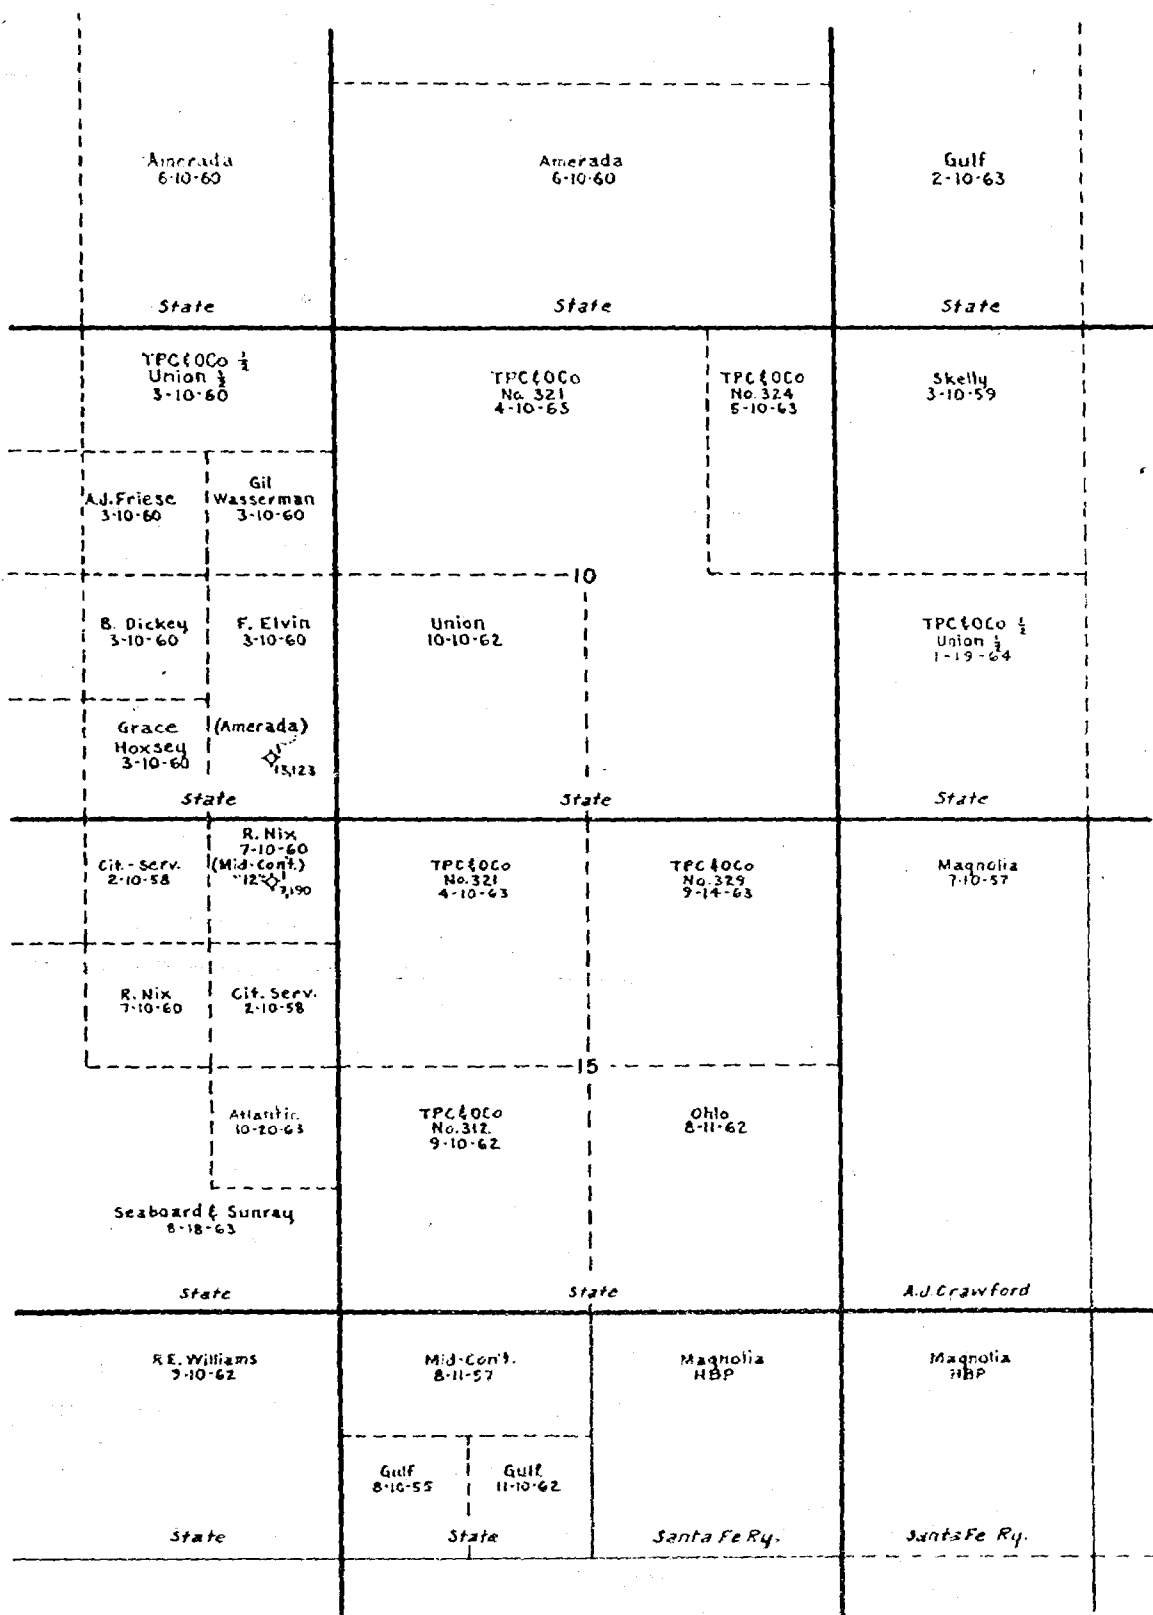 Amerada
6-10-60
State
Amerada
6-10-60
State
Gulf
2-10-63
State
TPC&OCo ½
Union ½
3-10-60
TPC&OCo
No. 321
4-10-63
TPC&OCo
No. 324
5-10-63
Skelly
3-10-59
A.J. Friese
3-10-60
Gil
Wasserman
3-10-60
10
B. Dickey
3-10-60
F. Elvin
3-10-60
Union
10-10-62
TPC&OCo ½
Union ½
1-19-64
Grace
Hoxsey
3-10-60
(Amerada)
1
13,123
State
State
State
Cit.-Serv.
2-10-58
R. Nix
7-10-60
(Mid-Cont.)
"12" 1
7,190
TPC&OCo
No. 321
4-10-63
TPC&OCo
No. 329
9-14-63
Magnolia
7-10-57
R. Nix
7-10-60
Cit. Serv.
2-10-58
15
Atlantic
10-20-63
TPC&OCo
No. 312
9-10-62
Ohio
8-11-62
Seaboard & Sunray
8-18-63
State
State
A.J. Crawford
R.E. Williams
9-10-62
Mid-Con't.
8-11-57
Magnolia
HBP
Magnolia
HBP
Gulf
8-10-55
Gulf
11-10-62
State
State
Santa Fe Ry.
Santa Fe Ry.